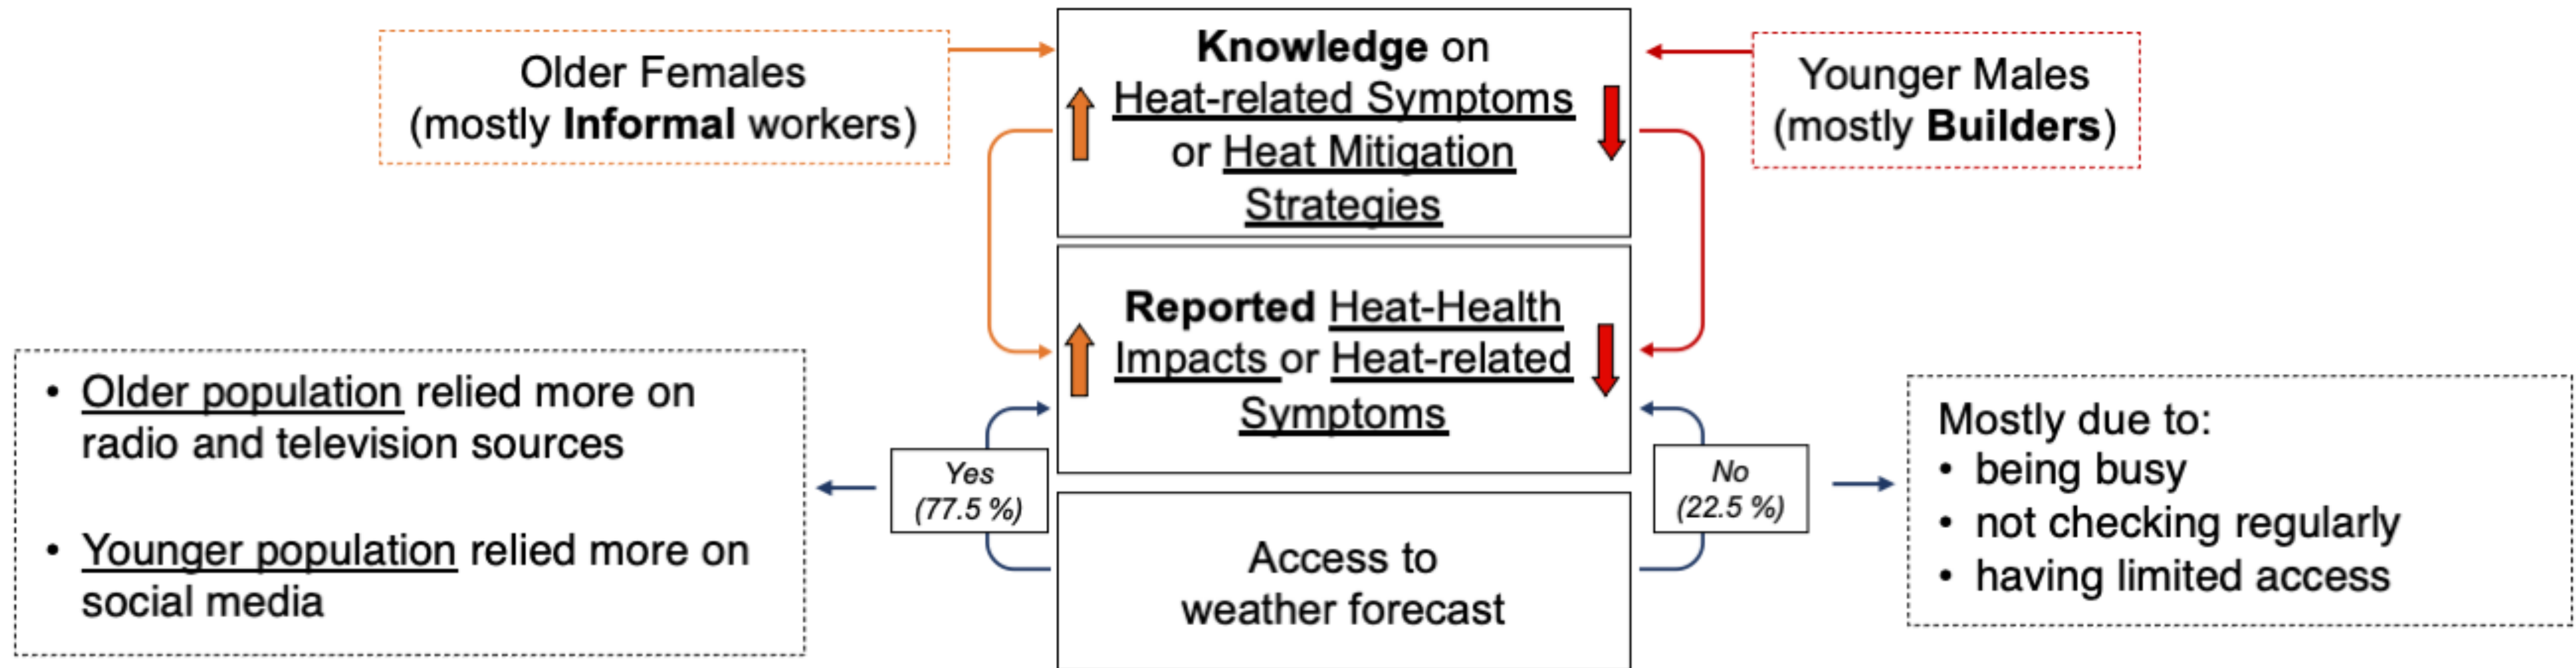 Older Females
(mostly Informal workers)
Knowledge on
Heat-related Symptoms
or Heat Mitigation
Strategies
Younger Males
(mostly Builders)
Reported Heat-Health
Impacts or Heat-related
Symptoms
• Older population relied more on
radio and television sources
• Younger population relied more on
social media
Yes
(77.5 %)
Access to
weather forecast
No
(22.5 %)
Mostly due to:
• being busy
• not checking regularly
• having limited access